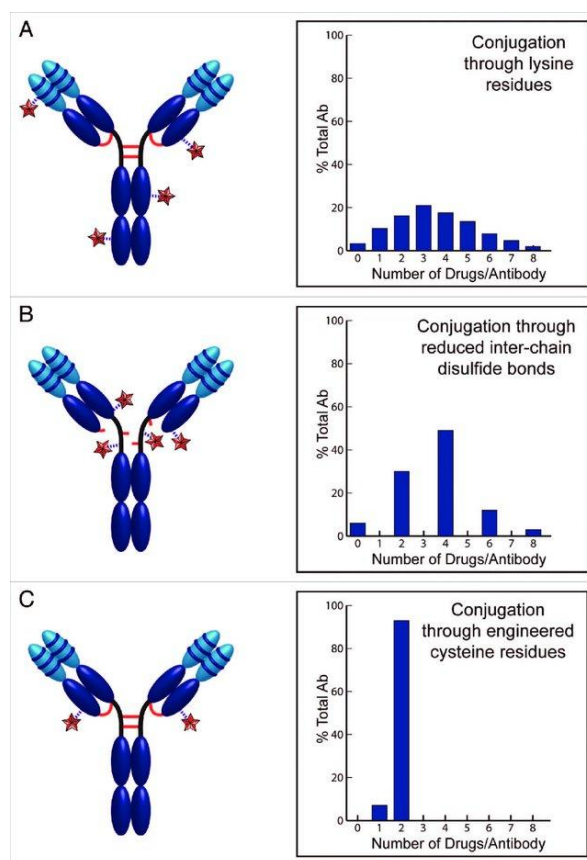 A
Conjugation
through lysine
residues
% Total Ab
100
80
60
40
20
0
0 1 2 3 4 5 6 7 8
Number of Drugs/Antibody
B
Conjugation through
reduced inter-chain
disulfide bonds
% Total Ab
100
80
60
40
20
0
0 1 2 3 4 5 6 7 8
Number of Drugs/Antibody
C
Conjugation
through engineered
cysteine residues
% Total Ab
100
80
60
40
20
0
0 1 2 3 4 5 6 7 8
Number of Drugs/Antibody